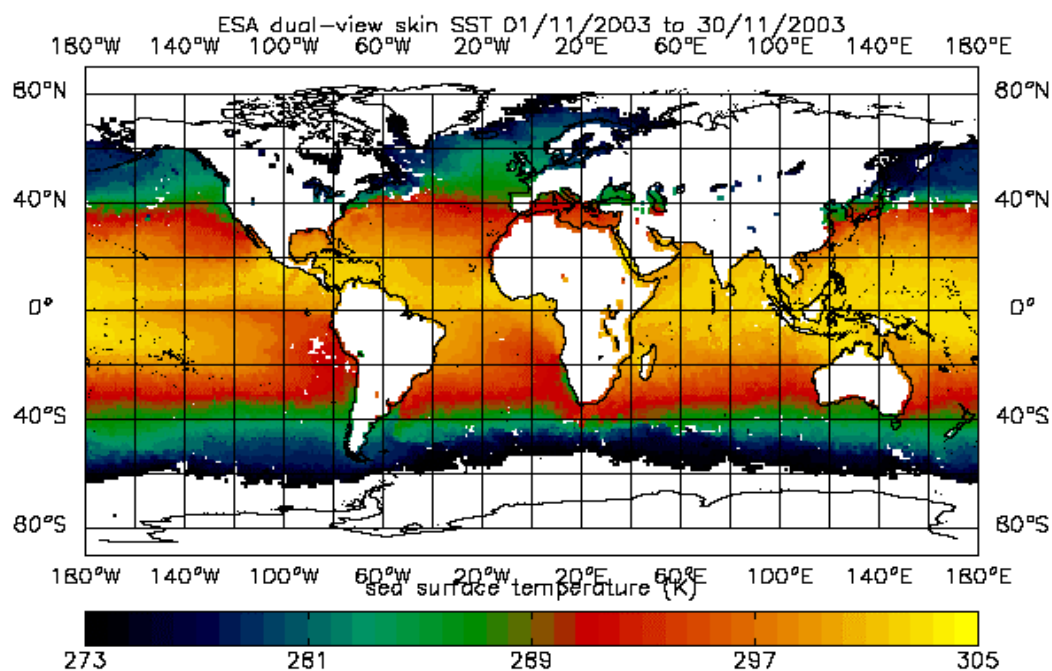 ESA dual-view skin SST 01/11/2003 to 30/11/2003
180°W 140°W 100°W 60°W 20°W 20°E 60°E 100°E 140°E 180°E
80°N 80°N
40°N 40°N
0° 0°
40°S 40°S
80°S 80°S
180°W 140°W 100°W 60°W 20°W 20°E 60°E 100°E 140°E 180°E
sea surface temperature (K)
273 281 289 297 305